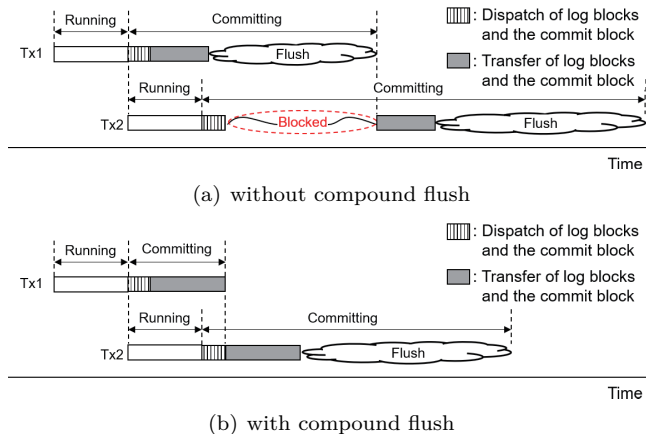 Running
Committing
: Dispatch of log blocks
and the commit block
Tx1
Flush
: Transfer of log blocks
and the commit block
Running
Committing
Tx2
Blocked
Flush
Time
(a) without compound flush
: Dispatch of log blocks
and the commit block
Running
Committing
Tx1
: Transfer of log blocks
and the commit block
Running
Committing
Tx2
Flush
Time
(b) with compound flush